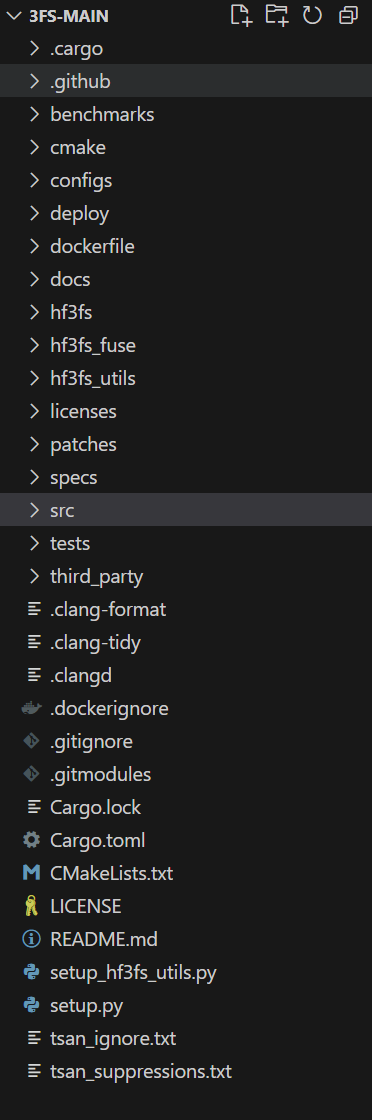 3FS-MAIN
.cargo
.github
benchmarks
cmake
configs
deploy
dockerfile
docs
hf3fs
hf3fs_fuse
hf3fs_utils
licenses
patches
specs
src
tests
third_party
.clang-format
.clang-tidy
.clangd
.dockerignore
.gitignore
.gitmodules
Cargo.lock
Cargo.toml
CMakeLists.txt
LICENSE
README.md
setup_hf3fs_utils.py
setup.py
tsan_ignore.txt
tsan_suppressions.txt